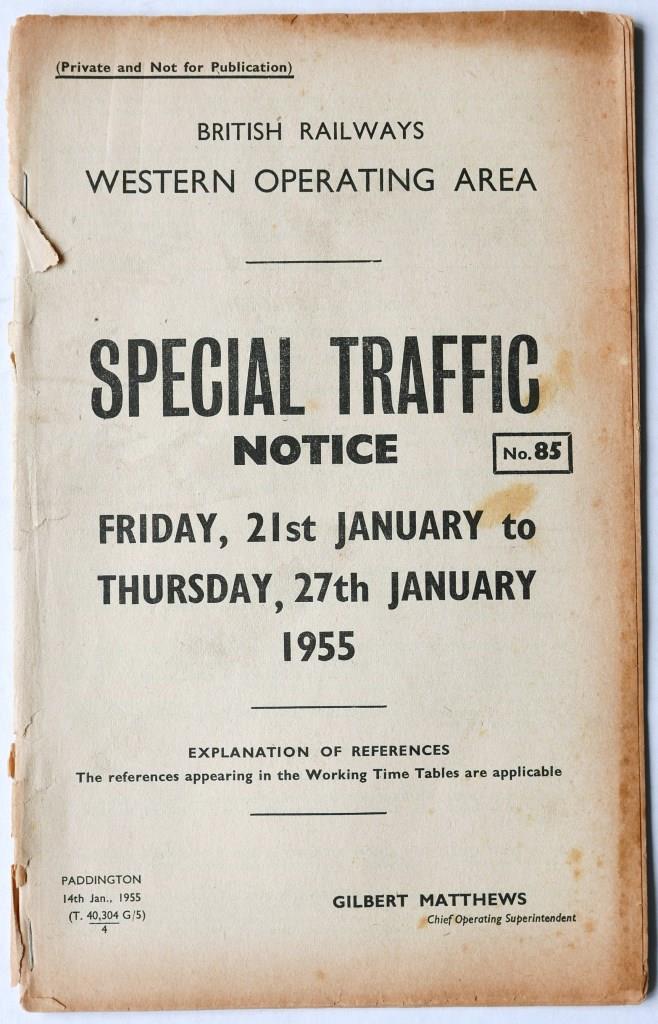 (Private and Not for Publication)
BRITISH RAILWAYS
WESTERN OPERATING AREA
SPECIAL TRAFFIC
NOTICE
No. 85
FRIDAY, 21st JANUARY to
THURSDAY, 27th JANUARY
1955
EXPLANATION OF REFERENCES
The references appearing in the Working Time Tables are applicable
PADDINGTON
14th Jan., 1955
(T. 40,304 G/5)
4
GILBERT MATTHEWS
Chief Operating Superintendent